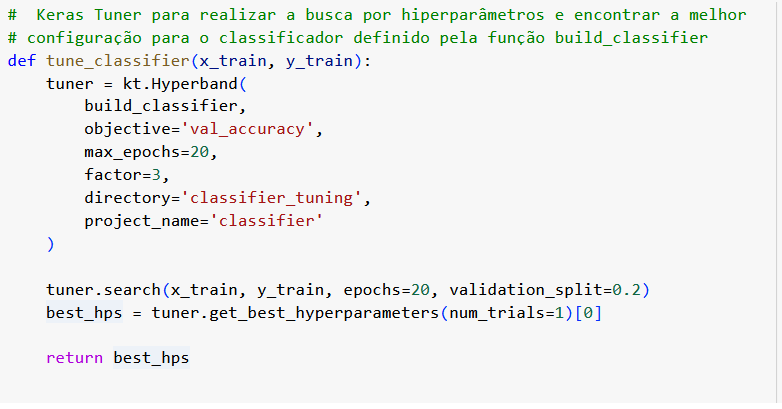 #  Keras Tuner para realizar a busca por hiperparâmetros e encontrar a melhor
# configuração para o classificador definido pela função build_classifier
def tune_classifier(x_train, y_train):
    tuner = kt.Hyperband(
        build_classifier,
        objective='val_accuracy',
        max_epochs=20,
        factor=3,
        directory='classifier_tuning',
        project_name='classifier'
    )

    tuner.search(x_train, y_train, epochs=20, validation_split=0.2)
    best_hps = tuner.get_best_hyperparameters(num_trials=1)[0]

    return best_hps